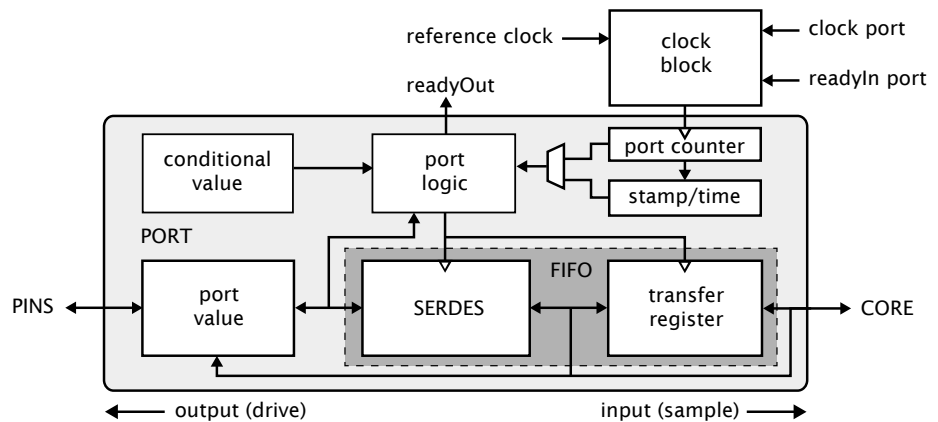 reference clock
clock
block
clock port
readyIn port
readyOut
conditional
value
port
logic
port counter
stamp/time
PORT
FIFO
PINS
port
value
SERDES
transfer
register
CORE
output (drive)
input (sample)